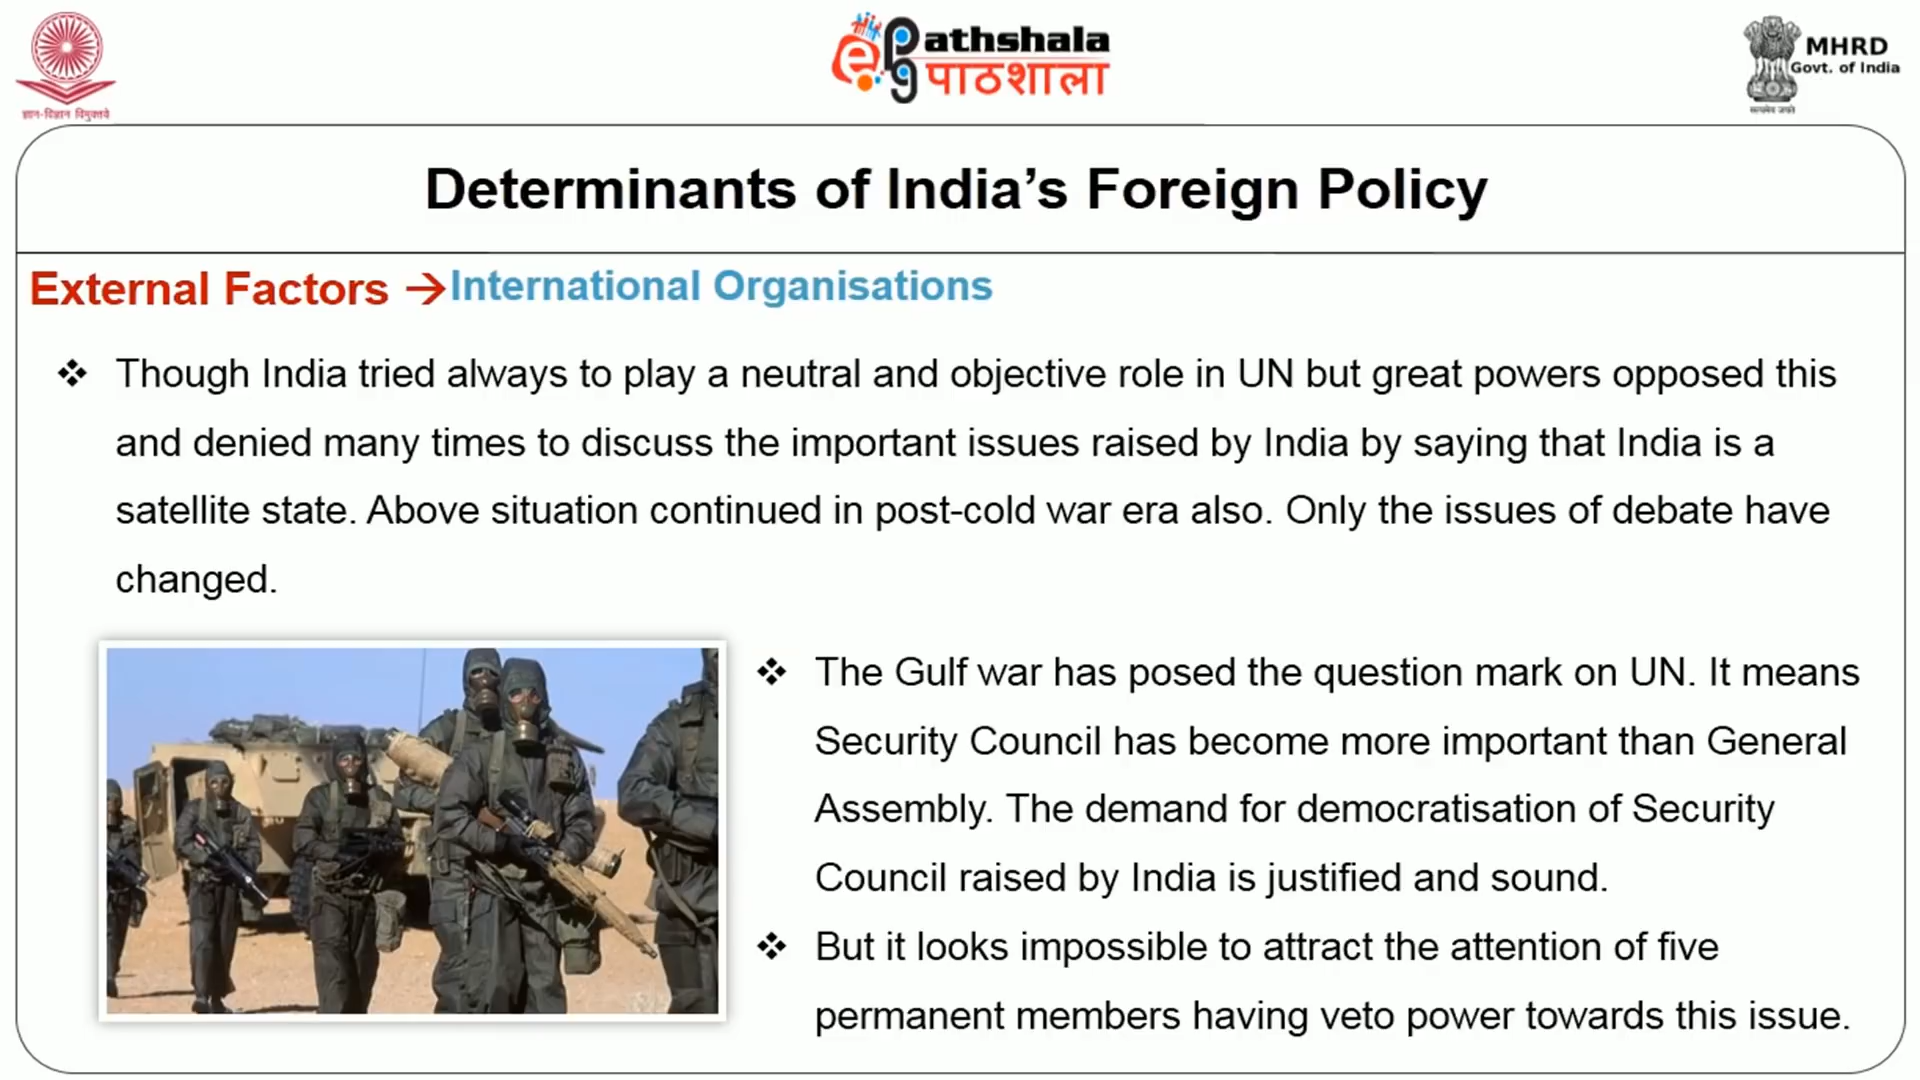 ज्ञान-विज्ञान विमुक्तये
ePG Pathshala
पाठशाला
MHRD
Govt. of India
सत्यमेव जयते
Determinants of India’s Foreign Policy
External Factors →International Organisations
❖ Though India tried always to play a neutral and objective role in UN but great powers opposed this
and denied many times to discuss the important issues raised by India by saying that India is a
satellite state. Above situation continued in post-cold war era also. Only the issues of debate have
changed.
❖ The Gulf war has posed the question mark on UN. It means
Security Council has become more important than General
Assembly. The demand for democratisation of Security
Council raised by India is justified and sound.
❖ But it looks impossible to attract the attention of five
permanent members having veto power towards this issue.